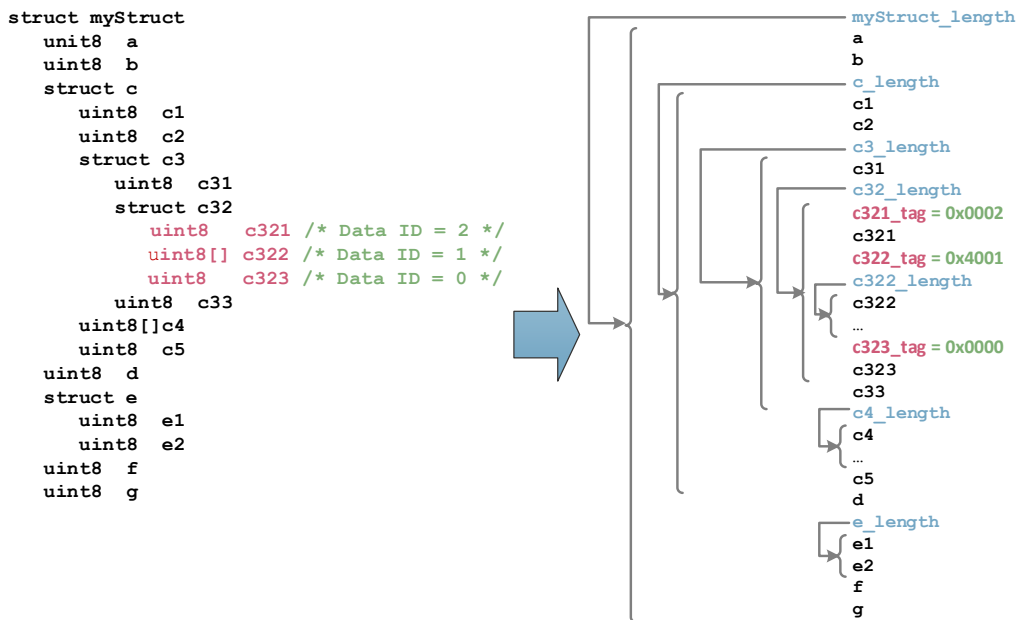 struct myStruct
unit8 a
uint8 b
struct c
uint8 c1
uint8 c2
struct c3
uint8 c31
struct c32
uint8 c321 /* Data ID = 2 */
uint8[] c322 /* Data ID = 1 */
uint8 c323 /* Data ID = 0 */
uint8 c33
uint8[]c4
uint8 c5
uint8 d
struct e
uint8 e1
uint8 e2
uint8 f
uint8 g
myStruct_length
a
b
c_length
c1
c2
c3_length
c31
c32_length
c321_tag = 0x0002
c321
c322_tag = 0x4001
c322_length
c322
…
c323_tag = 0x0000
c323
c33
c4_length
c4
…
c5
d
e_length
e1
e2
f
g